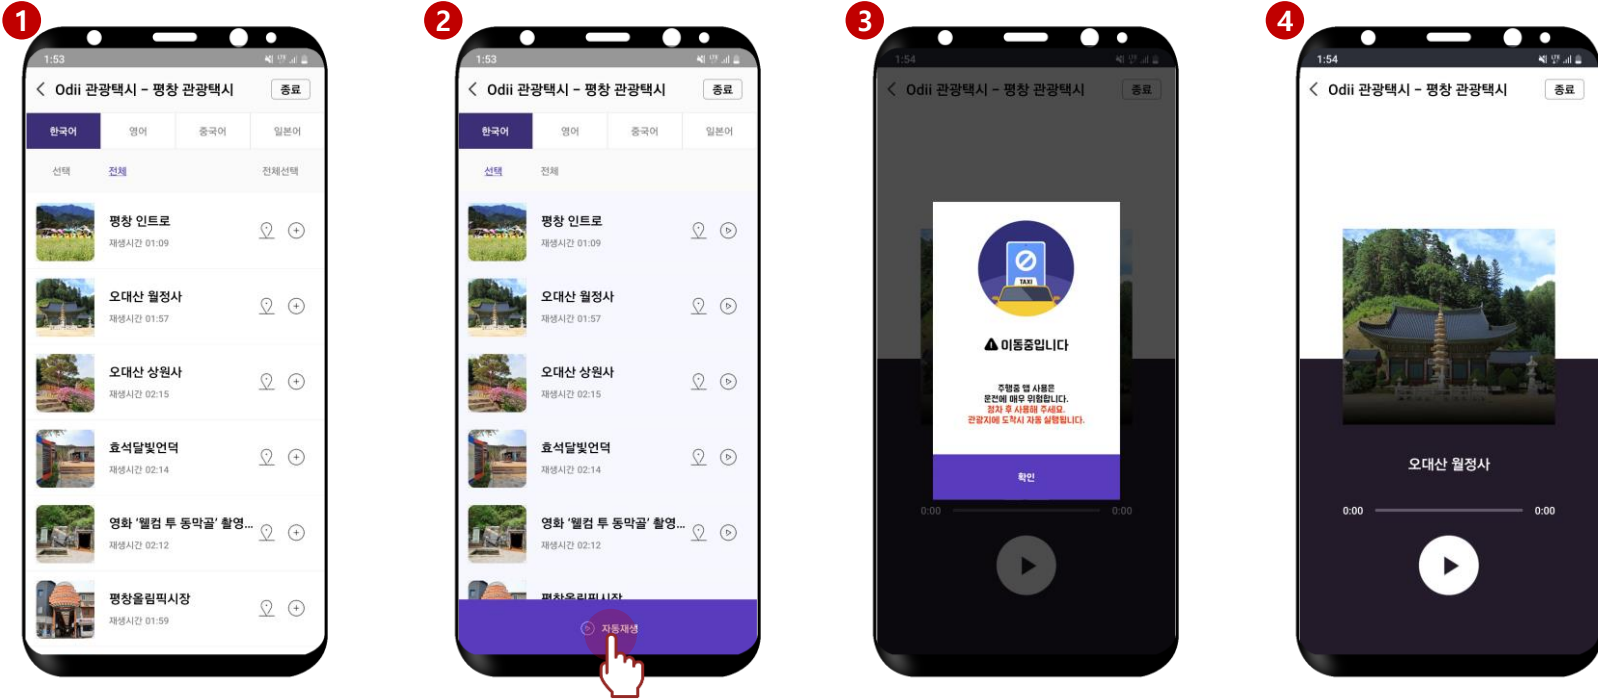 1
1:53
Odii 관광택시 – 평창 관광택시
종료
한국어 영어 중국어 일본어
선택 전체 전체선택
평창 인트로
재생시간 01:09
오대산 월정사
재생시간 01:57
오대산 상원사
재생시간 02:15
효석달빛언덕
재생시간 02:14
영화 ‘웰컴 투 동막골’ 촬영...
재생시간 02:12
평창올림픽시장
재생시간 01:59
2
1:53
Odii 관광택시 – 평창 관광택시
종료
한국어 영어 중국어 일본어
선택 전체
평창 인트로
재생시간 01:09
오대산 월정사
재생시간 01:57
오대산 상원사
재생시간 02:15
효석달빛언덕
재생시간 02:14
영화 ‘웰컴 투 동막골’ 촬영...
재생시간 02:12
평창올림픽시장
자동재생
3
1:54
Odii 관광택시 – 평창 관광택시
종료
TAXI
이동중입니다
주행중 앱 사용은
운전에 매우 위험합니다.
정차 후 사용해 주세요.
관광지에 도착시 자동 실행됩니다.
확인
0:00 0:00
4
1:54
Odii 관광택시 – 평창 관광택시
종료
오대산 월정사
0:00 0:00